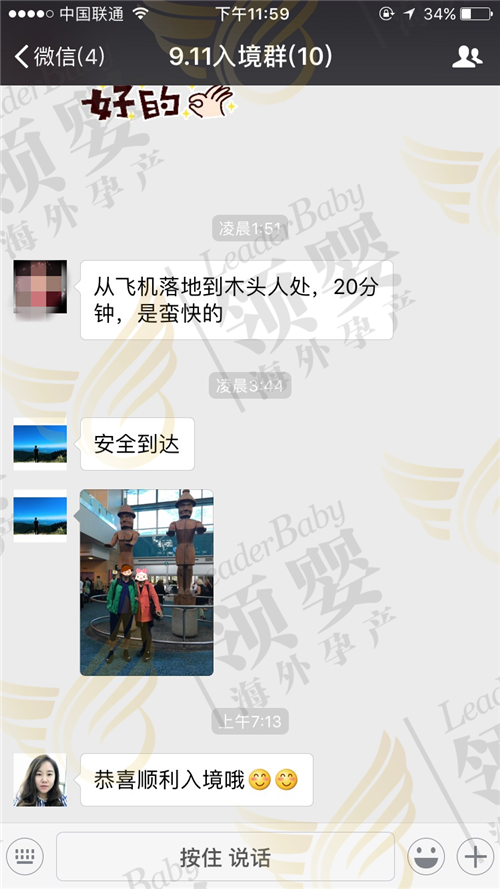 中国联通 下午11:59 34%
微信(4) 9.11入境群(10)
好的
凌晨1:51
从飞机落地到木头人处，20分
钟，是蛮快的
凌晨3:44
安全到达
上午7:13
恭喜顺利入境哦😊😊
按住 说话
LeaderBaby
领婴
海外孕产
LeaderBaby
领婴
海外孕产
LeaderBaby
领婴
海外孕产
LeaderBaby
领